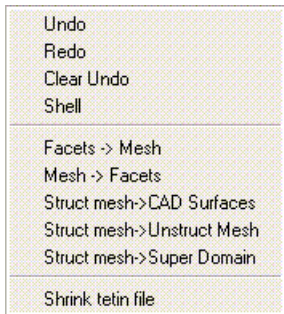 Undo
Redo
Clear Undo
Shell
Facets -> Mesh
Mesh -> Facets
Struct mesh->CAD Surfaces
Struct mesh->Unstruct Mesh
Struct mesh->Super Domain
Shrink tetin file